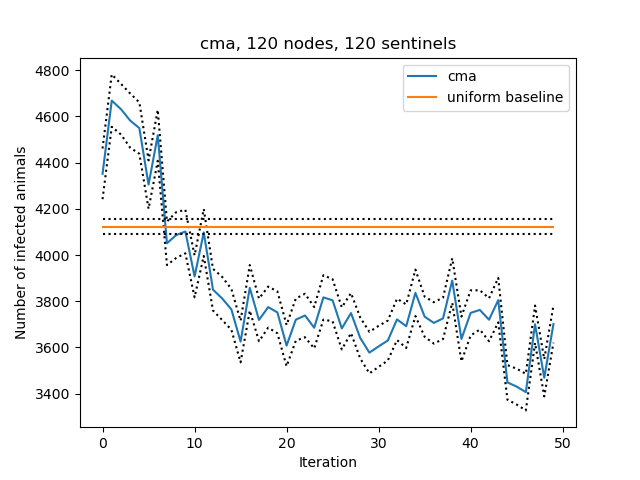 cma, 120 nodes, 120 sentinels
cma
uniform baseline
Number of infected animals
4800
4600
4400
4200
4000
3800
3600
3400
0 10 20 30 40 50
Iteration